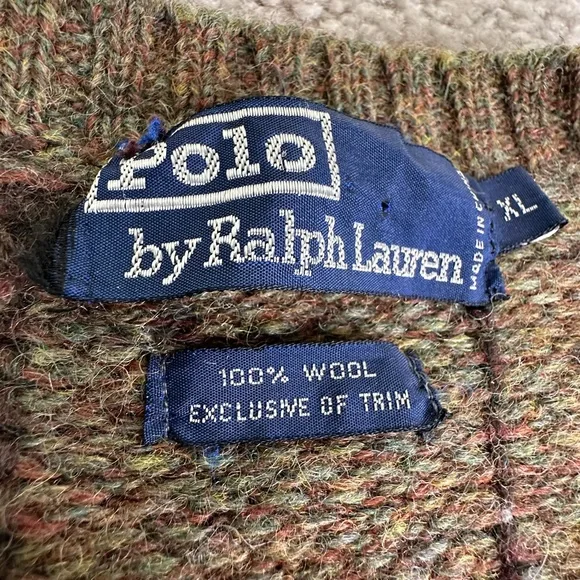 Polo
by Ralph Lauren
MADE IN
XL
100% WOOL
EXCLUSIVE OF TRIM